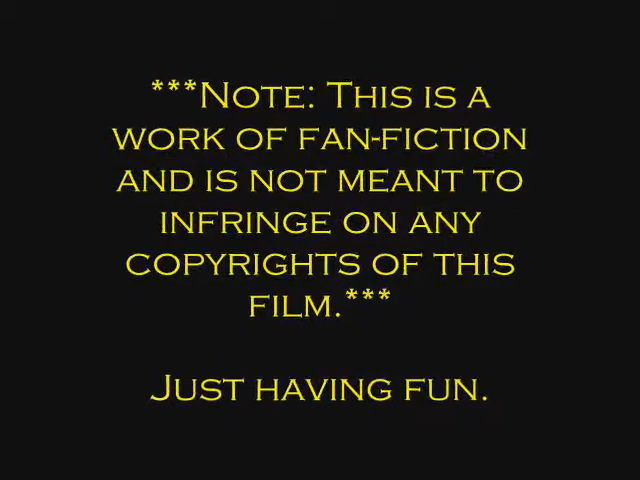 ***Note: This is a
work of fan-fiction
and is not meant to
infringe on any
copyrights of this
film.***
Just having fun.